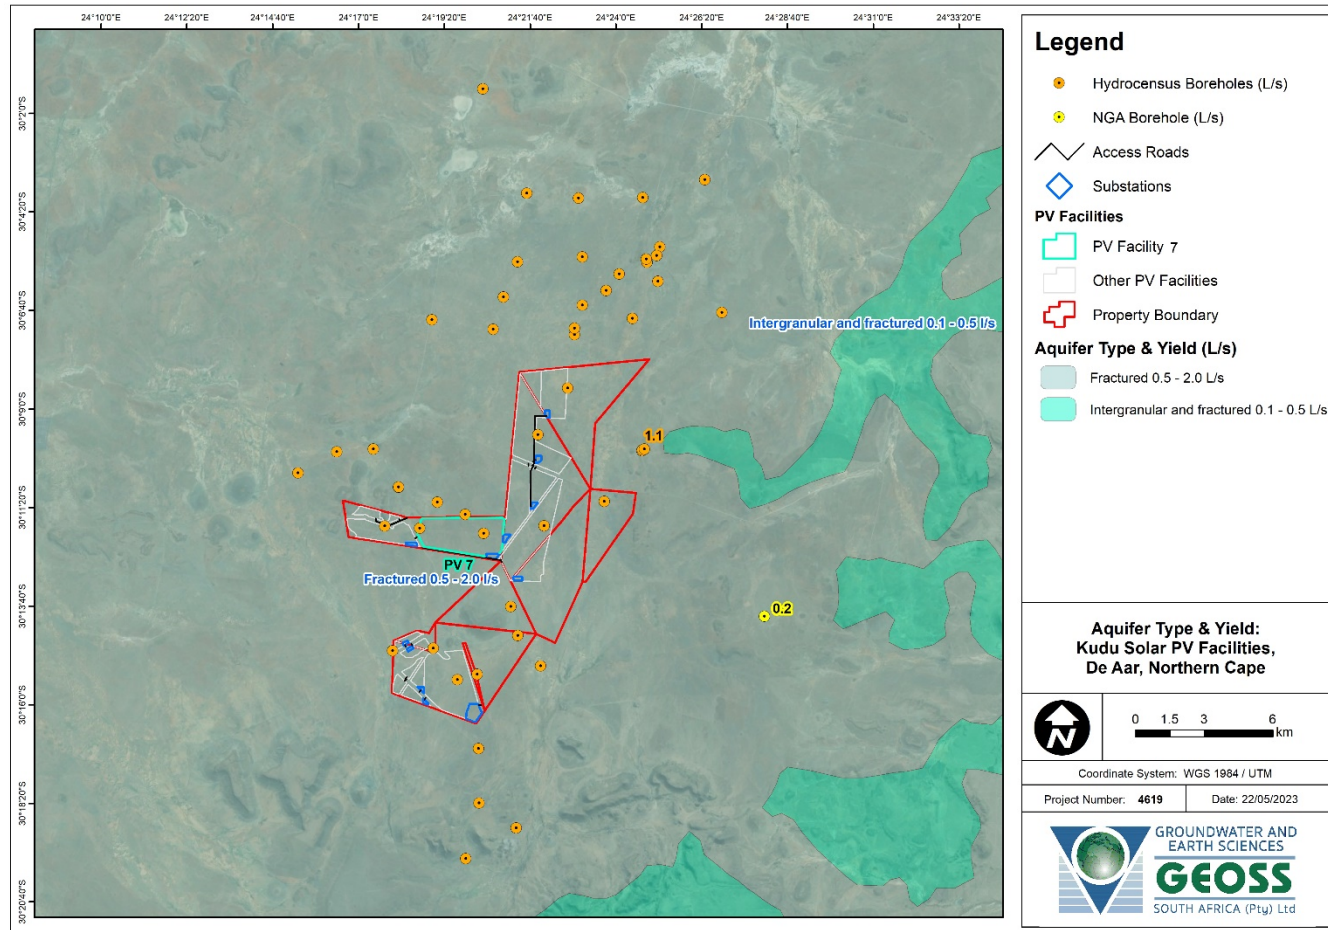 24°10'0"E 24°12'20"E 24°14'40"E 24°17'0"E 24°19'20"E 24°21'40"E 24°24'0"E 24°26'20"E 24°28'40"E 24°31'0"E 24°33'20"E
30°2'0"S
30°4'20"S
30°6'40"S
30°9'0"S
30°11'20"S
30°13'40"S
30°16'0"S
30°18'20"S
30°20'40"S
Intergranular and fractured 0.1 - 0.5 l/s
1.1
PV 7
Fractured 0.5 - 2.0 l/s
0.2
Legend
Hydrocensus Boreholes (L/s)
NGA Borehole (L/s)
Access Roads
Substations
PV Facilities
PV Facility 7
Other PV Facilities
Property Boundary
Aquifer Type & Yield (L/s)
Fractured 0.5 - 2.0 L/s
Intergranular and fractured 0.1 - 0.5 L/s
Aquifer Type & Yield:
Kudu Solar PV Facilities,
De Aar, Northern Cape
N
0 1.5 3 6
km
Coordinate System: WGS 1984 / UTM
Project Number: 4619 Date: 22/05/2023
GROUNDWATER AND
EARTH SCIENCES
GEOSS
SOUTH AFRICA (Pty) Ltd